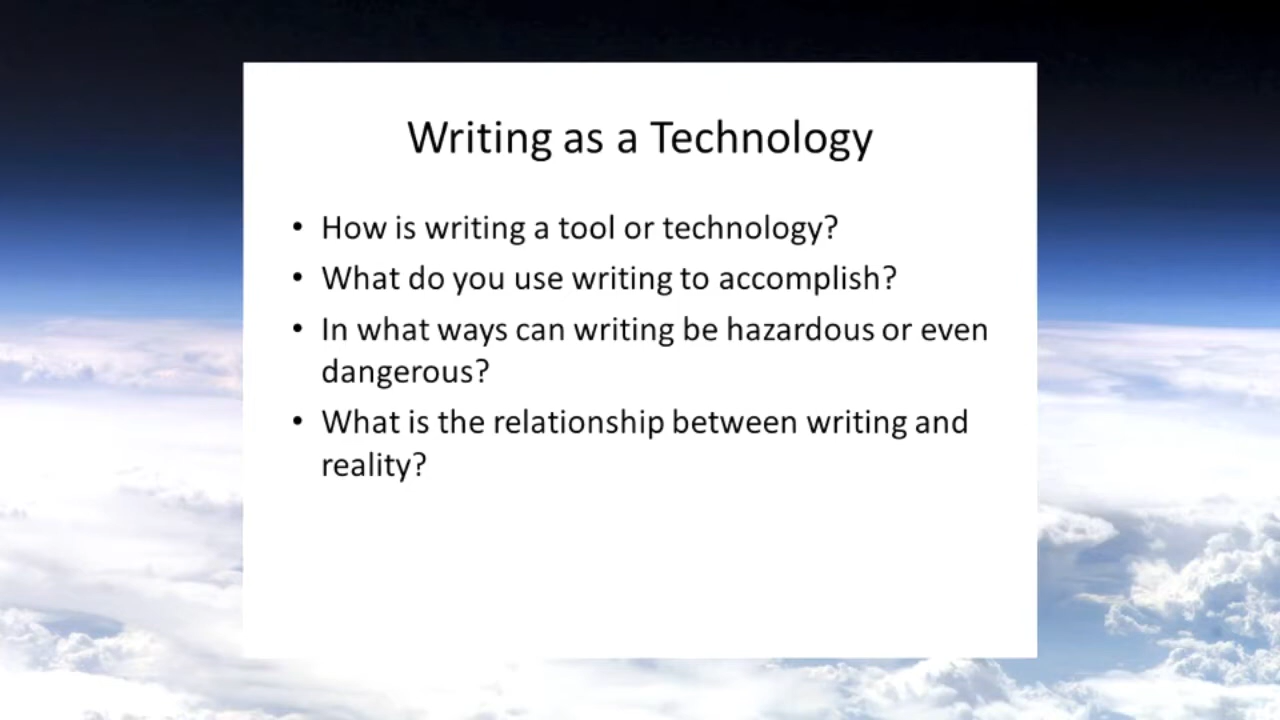 Writing as a Technology
• How is writing a tool or technology?
• What do you use writing to accomplish?
• In what ways can writing be hazardous or even
dangerous?
• What is the relationship between writing and
reality?